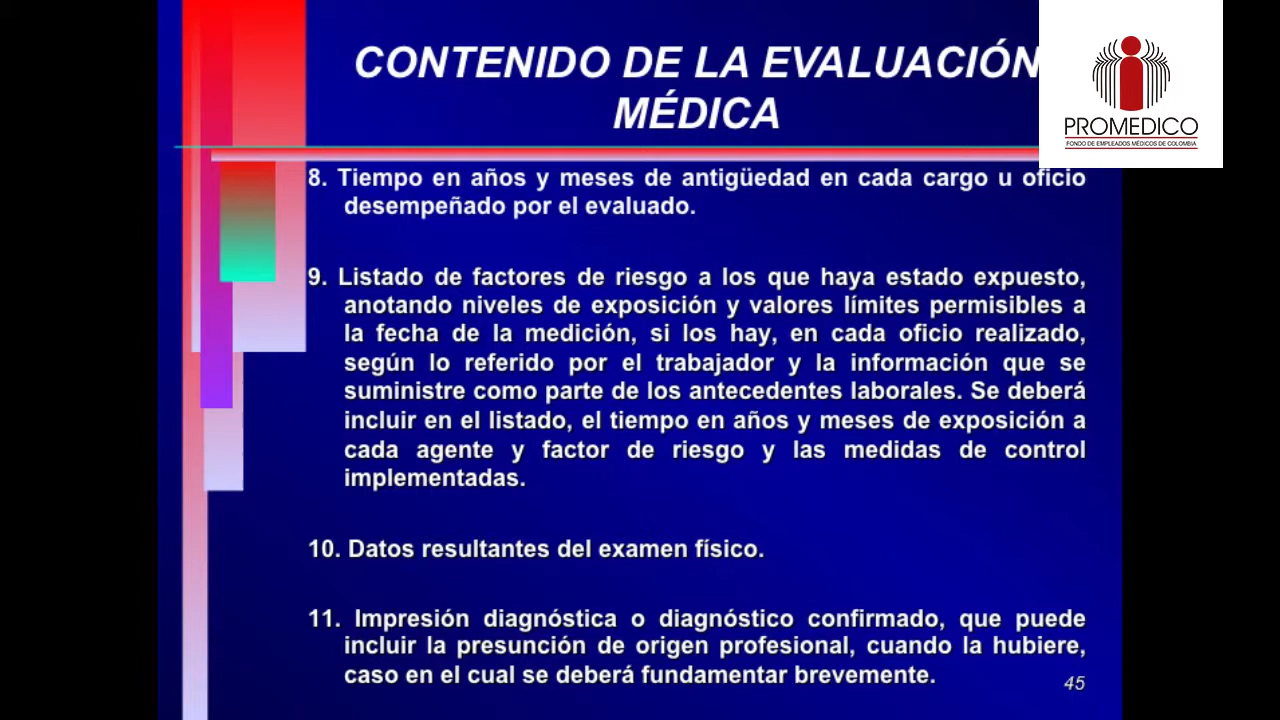 CONTENIDO DE LA EVALUACIÓN
MÉDICA
PROMEDICO
FONDO DE EMPLEADOS MÉDICOS DE COLOMBIA
8. Tiempo en años y meses de antigüedad en cada cargo u oficio
desempeñado por el evaluado.
9. Listado de factores de riesgo a los que haya estado expuesto,
anotando niveles de exposición y valores límites permisibles a
la fecha de la medición, si los hay, en cada oficio realizado,
según lo referido por el trabajador y la información que se
suministre como parte de los antecedentes laborales. Se deberá
incluir en el listado, el tiempo en años y meses de exposición a
cada agente y factor de riesgo y las medidas de control
implementadas.
10. Datos resultantes del examen físico.
11. Impresión diagnóstica o diagnóstico confirmado, que puede
incluir la presunción de origen profesional, cuando la hubiere,
caso en el cual se deberá fundamentar brevemente.
45